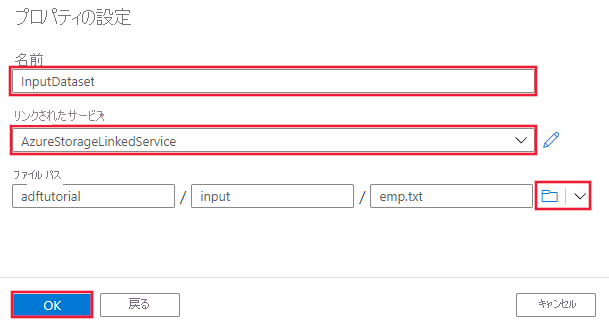 プロパティの設定
名前
InputDataset
リンクされたサービス
AzureStorageLinkedService
ファイル パス
adftutorial / input / emp.txt
OK 戻る キャンセル